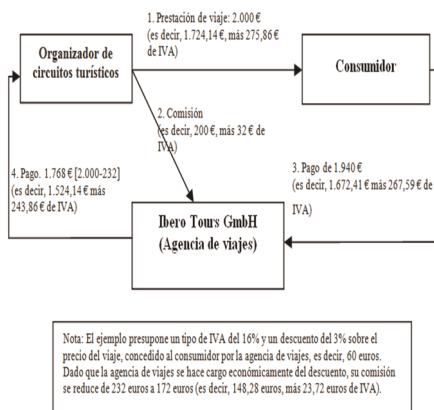 1. Prestación de viaje: 2.000 €
(es decir, 1.724,14 €, más 275,86 €
de IVA)
Organizador de
circuitos turísticos
Consumidor
2. Comisión
(es decir, 200 €, más 32 € de
IVA)
4. Pago. 1.768 € [2.000-232]
(es decir, 1.524,14 € más
243,86 € de IVA)
3. Pago de 1.940 €
(es decir, 1.672,41 € más 267,59 € de
IVA)
Ibero Tours GmbH
(Agencia de viajes)
Nota: El ejemplo presupone un tipo de IVA del 16% y un descuento del 3% sobre el
precio del viaje, concedido al consumidor por la agencia de viajes, es decir, 60 euros.
Dado que la agencia de viajes se hace cargo económicamente del descuento, su comisión
se reduce de 232 euros a 172 euros (es decir, 148,28 euros, más 23,72 euros de IVA).